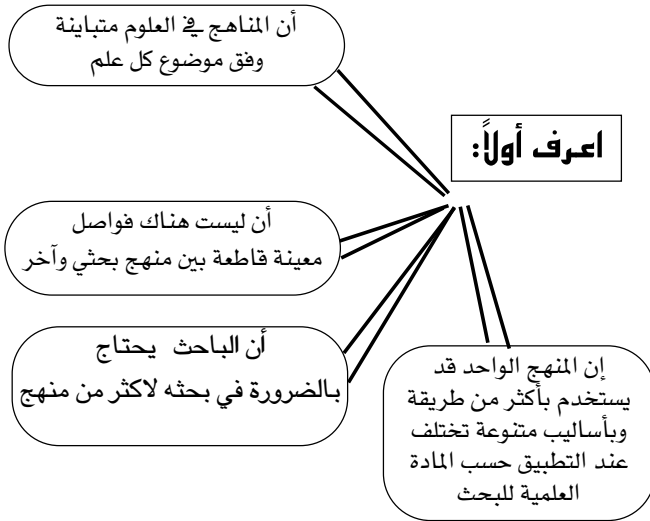 اعرف أولاً:
أن المناهج في العلوم متباينة
وفق موضوع كل علم
أن ليست هناك فواصل
معينة قاطعة بين منهج بحثي وآخر
أن الباحث يحتاج
بالضرورة في بحثه لاكثر من منهج
إن المنهج الواحد قد
يستخدم بأكثر من طريقة
وبأساليب متنوعة تختلف
عند التطبيق حسب المادة
العلمية للبحث